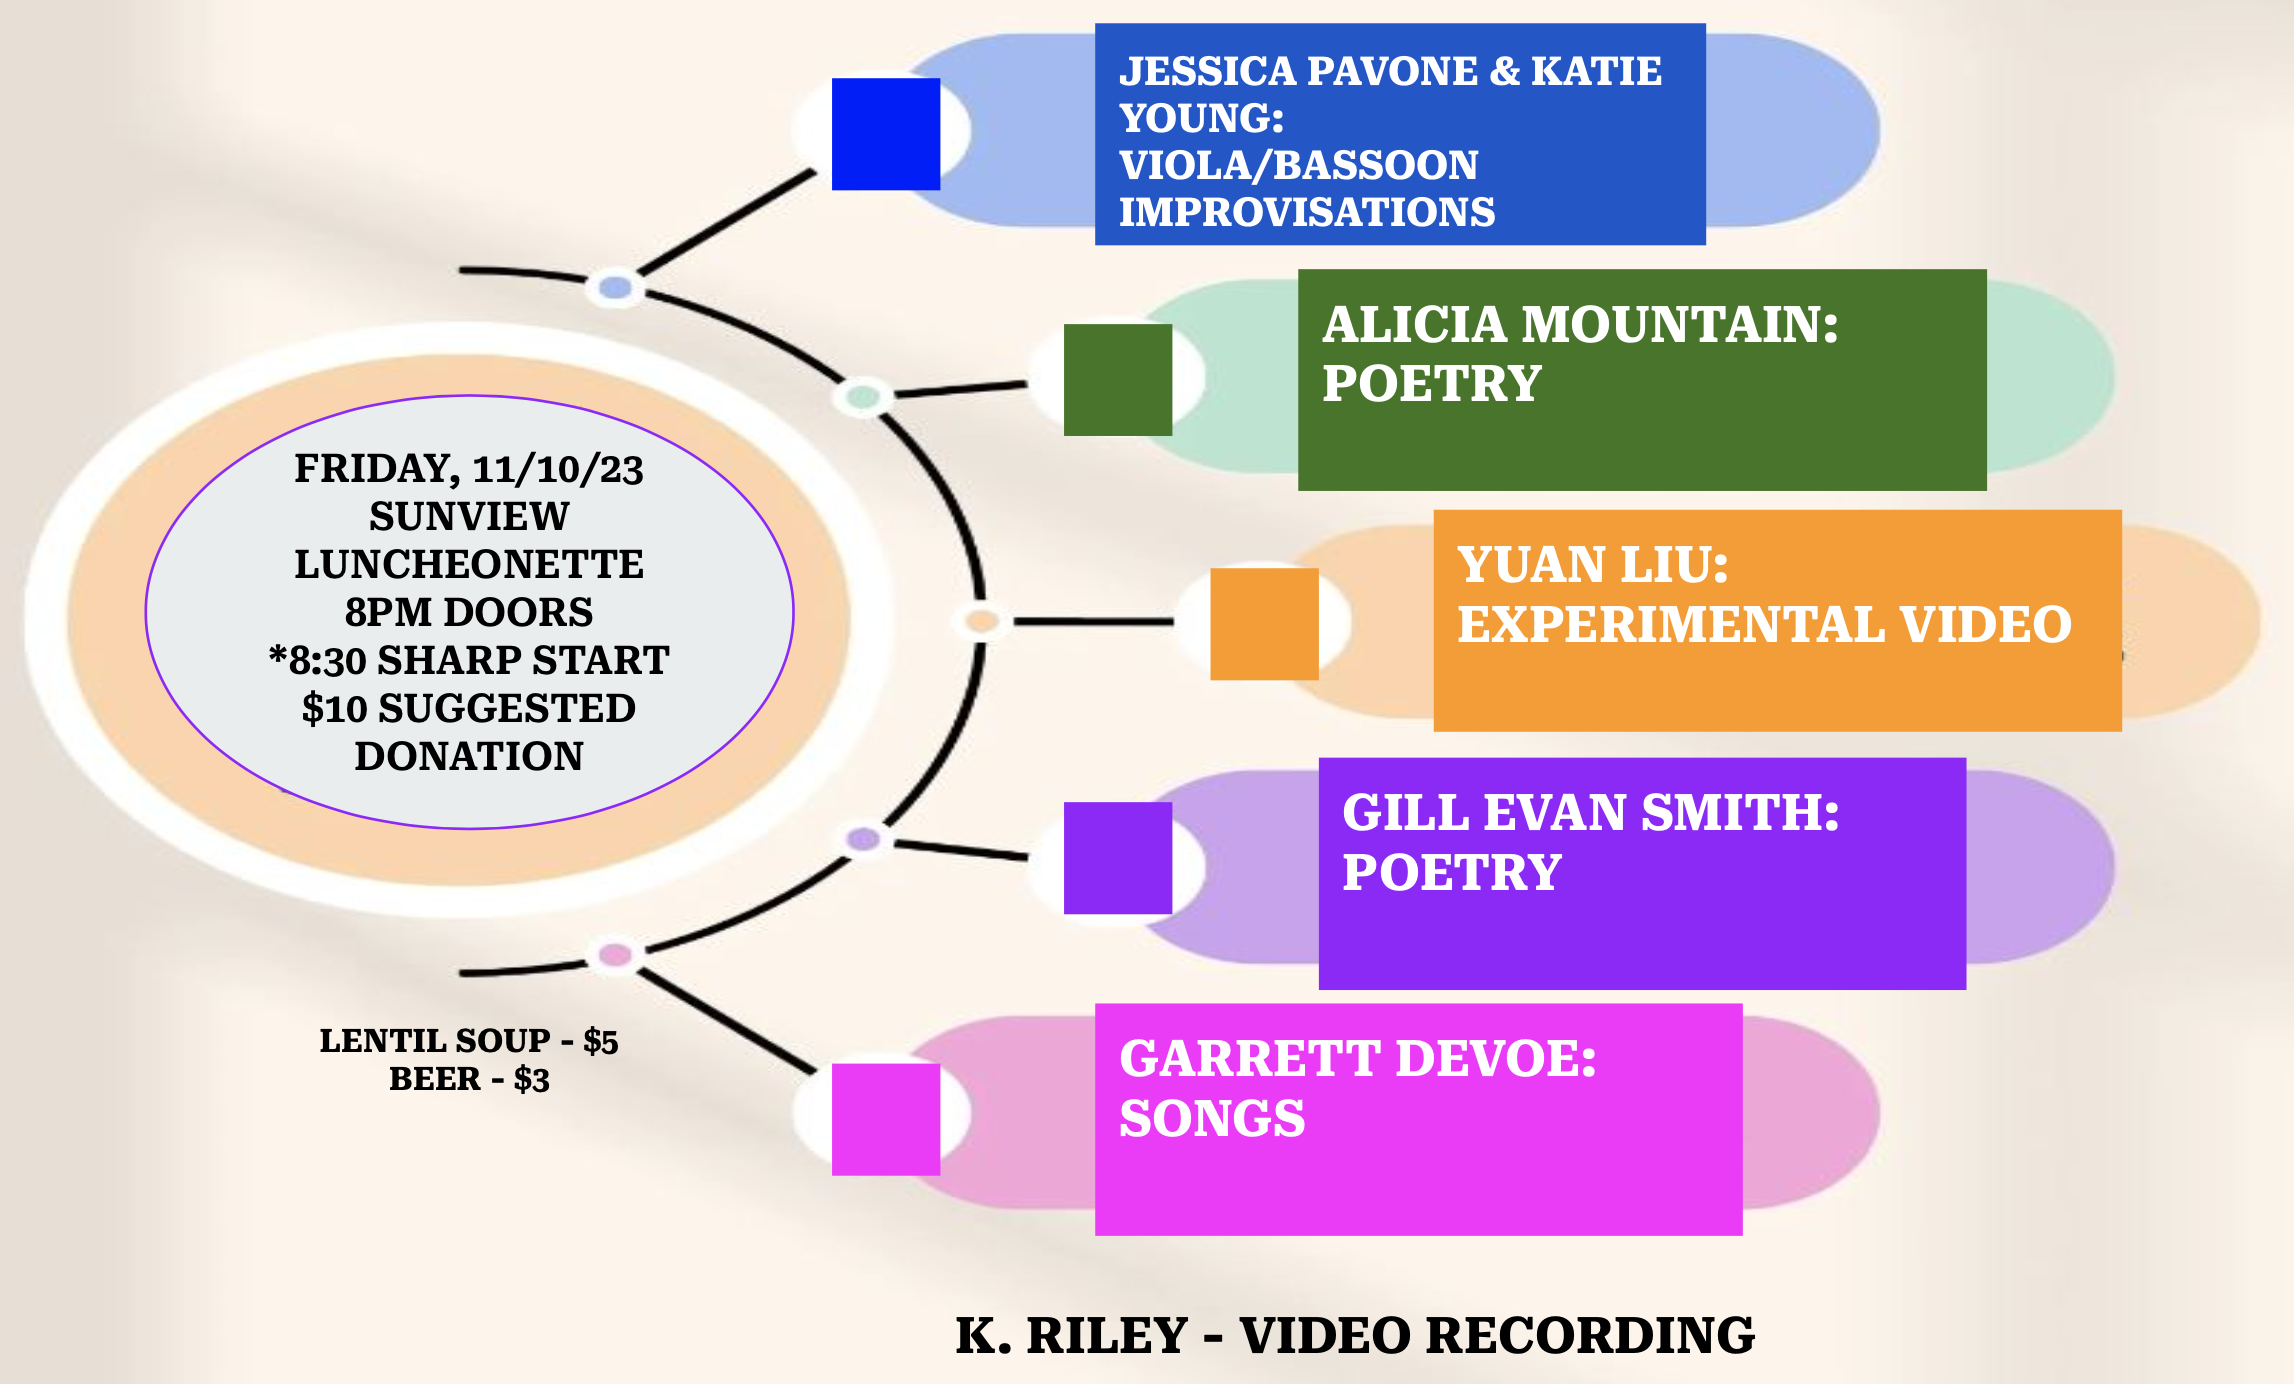 FRIDAY, 11/10/23
SUNVIEW
LUNCHEONETTE
8PM DOORS
*8:30 SHARP START
$10 SUGGESTED
DONATION
LENTIL SOUP - $5
BEER - $3
JESSICA PAVONE & KATIE
YOUNG:
VIOLA/BASSOON
IMPROVISATIONS
ALICIA MOUNTAIN:
POETRY
YUAN LIU:
EXPERIMENTAL VIDEO
GILL EVAN SMITH:
POETRY
GARRETT DEVOE:
SONGS
K. RILEY - VIDEO RECORDING